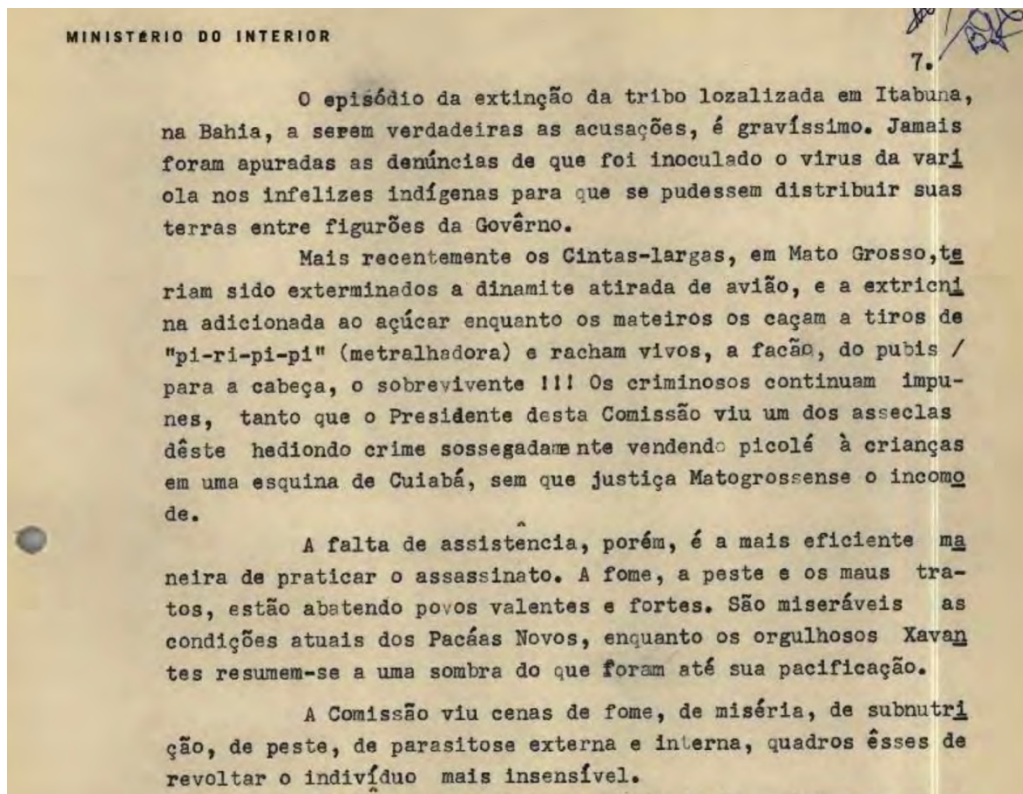 MINISTÉRIO DO INTERIOR
7.
O episódio da extinção da tribo lozalizada em Itabuna,
na Bahia, a serem verdadeiras as acusações, é gravíssimo. Jamais
foram apuradas as denúncias de que foi inoculado o virus da vari
ola nos infelizes indígenas para que se pudessem distribuir suas
terras entre figurões da Govêrno.
Mais recentemente os Cintas-largas, em Mato Grosso,te
riam sido exterminados a dinamite atirada de avião, e a extricni
na adicionada ao açúcar enquanto os mateiros os caçam a tiros de
"pi-ri-pi-pi" (metralhadora) e racham vivos, a facão, do pubis /
para a cabeça, o sobrevivente !!! Os criminosos continuam impu-
nes, tanto que o Presidente desta Comissão viu um dos asseclas
dêste hediondo crime sossegadamente vendendo picolé à crianças
em uma esquina de Cuiabá, sem que justiça Matogrossense o incomo
de.
A falta de assistência, porém, é a mais eficiente ma
neira de praticar o assassinato. A fome, a peste e os maus tra-
tos, estão abatendo povos valentes e fortes. São miseráveis as
condições atuais dos Pacáas Novos, enquanto os orgulhosos Xavan
tes resumem-se a uma sombra do que foram até sua pacificação.
A Comissão viu cenas de fome, de miséria, de subnutri
ção, de peste, de parasitose externa e interna, quadros êsses de
revoltar o indivíduo mais insensível.